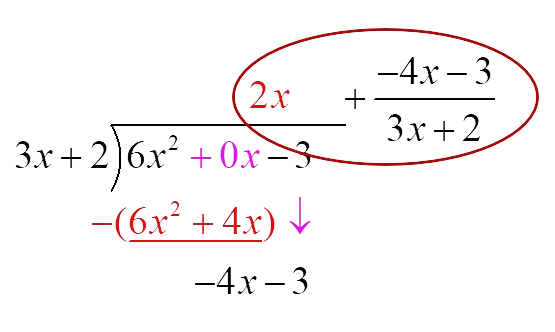 2x + (-4x - 3)/(3x + 2)
3x + 2)6x² + 0x - 3
-(6x² + 4x) ↓
-4x - 3